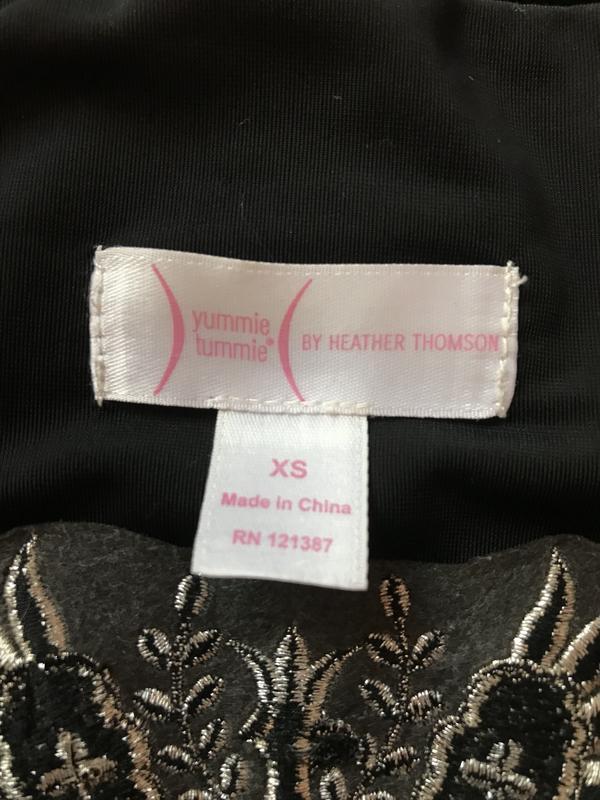 yummie
tummie®
BY HEATHER THOMSON
XS
Made in China
RN 121387